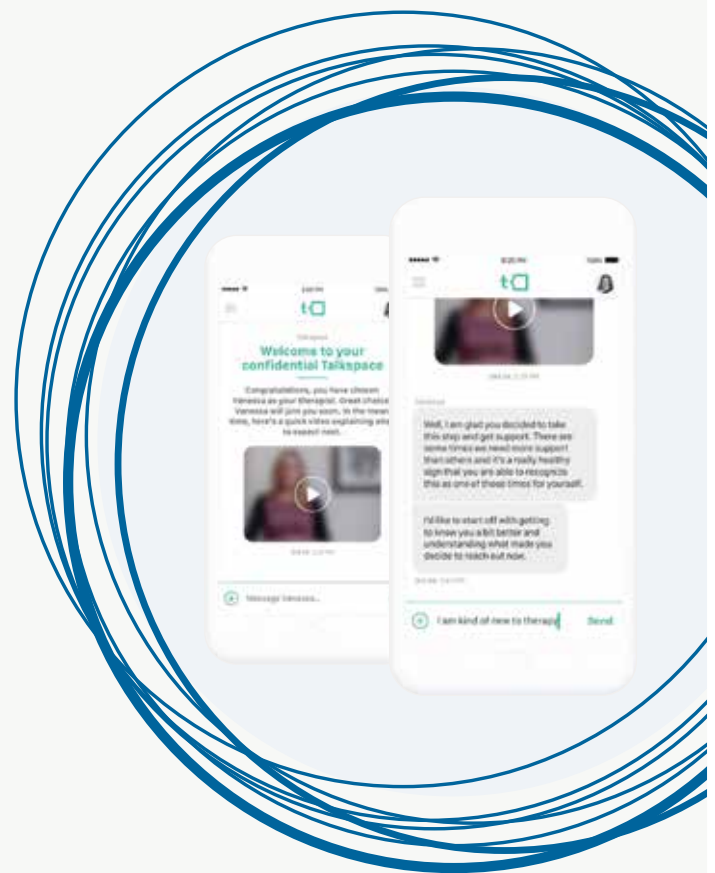 Welcome to your
confidential Talkspace
Congratulations, you have chosen
Vanessa as your therapist. Great choice
Vanessa will join you soon. In the mean
time, here's a quick video explaining
to expect next.
Message Vanessa...
t
Well, I am glad you decided to take
this step and get support. There are
some times we need more support
than others and it's a really healthy
sign that you are able to recognize
this as one of those times for yourself.
I'd like to start off with getting
to know you a bit better and
understanding what made you
decide to reach out now.
I am kind of new to therapy
Send